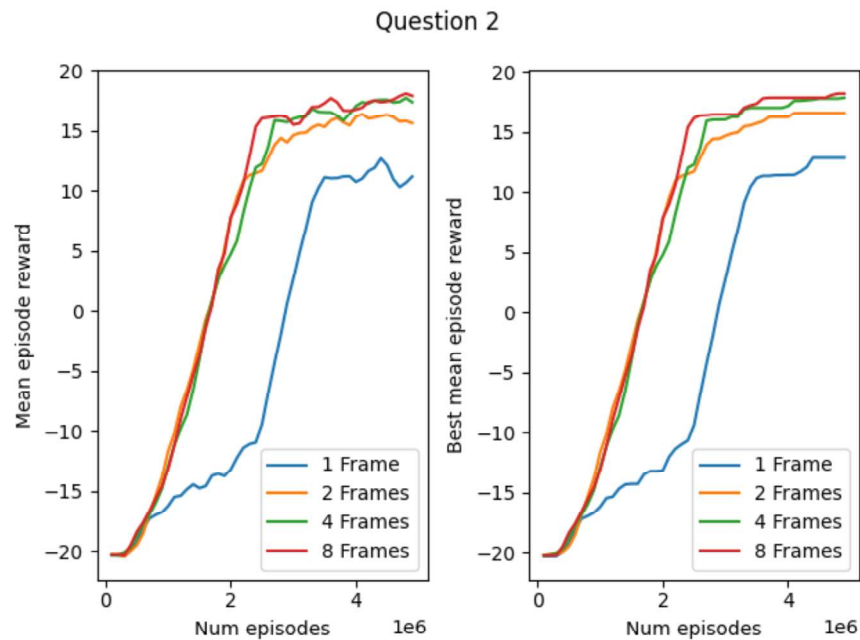 Question 2
Mean episode reward
20
15
10
5
0
−5
−10
−15
−20
1 Frame
2 Frames
4 Frames
8 Frames
0
2
4
Num episodes
1e6
Best mean episode reward
20
15
10
5
0
−5
−10
−15
−20
1 Frame
2 Frames
4 Frames
8 Frames
0
2
4
Num episodes
1e6